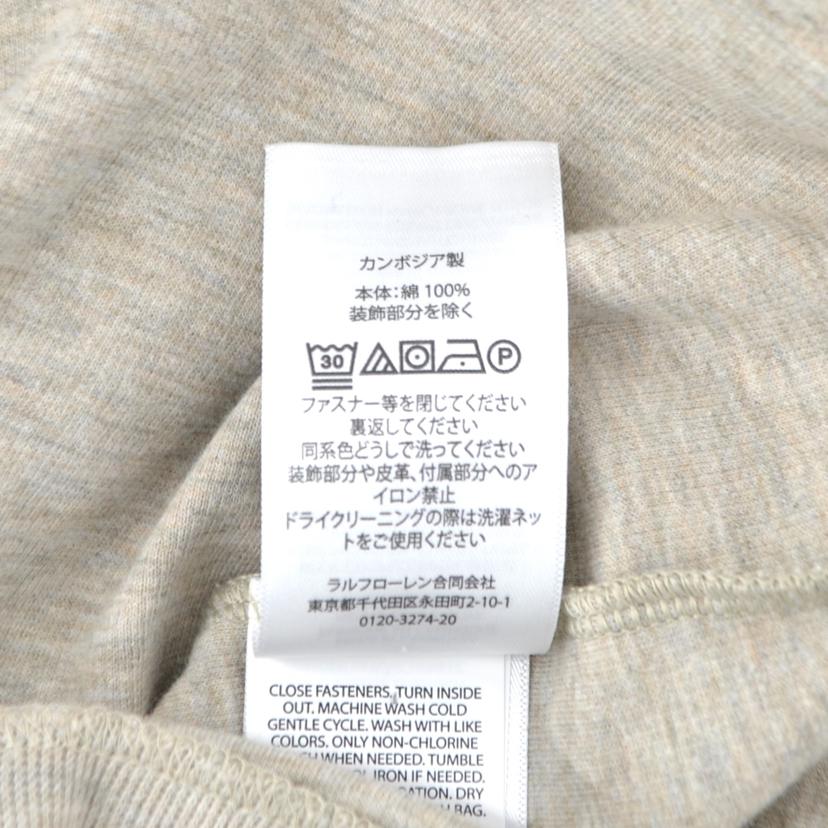 カンボジア製
本体：綿 100%
装飾部分を除く
30 P
ファスナー等を閉じてください
裏返してください
同系色どうしで洗ってください
装飾部分や皮革、付属部分へのア
イロン禁止
ドライクリーニングの際は洗濯ネッ
トをご使用ください
ラルフローレン合同会社
東京都千代田区永田町2-10-1
0120-3274-20
CLOSE FASTENERS. TURN INSIDE
OUT. MACHINE WASH COLD
GENTLE CYCLE. WASH WITH LIKE
COLORS. ONLY NON-CHLORINE
WHEN NEEDED. TUMBLE
IRON IF NEEDED.
DRY
BAG.